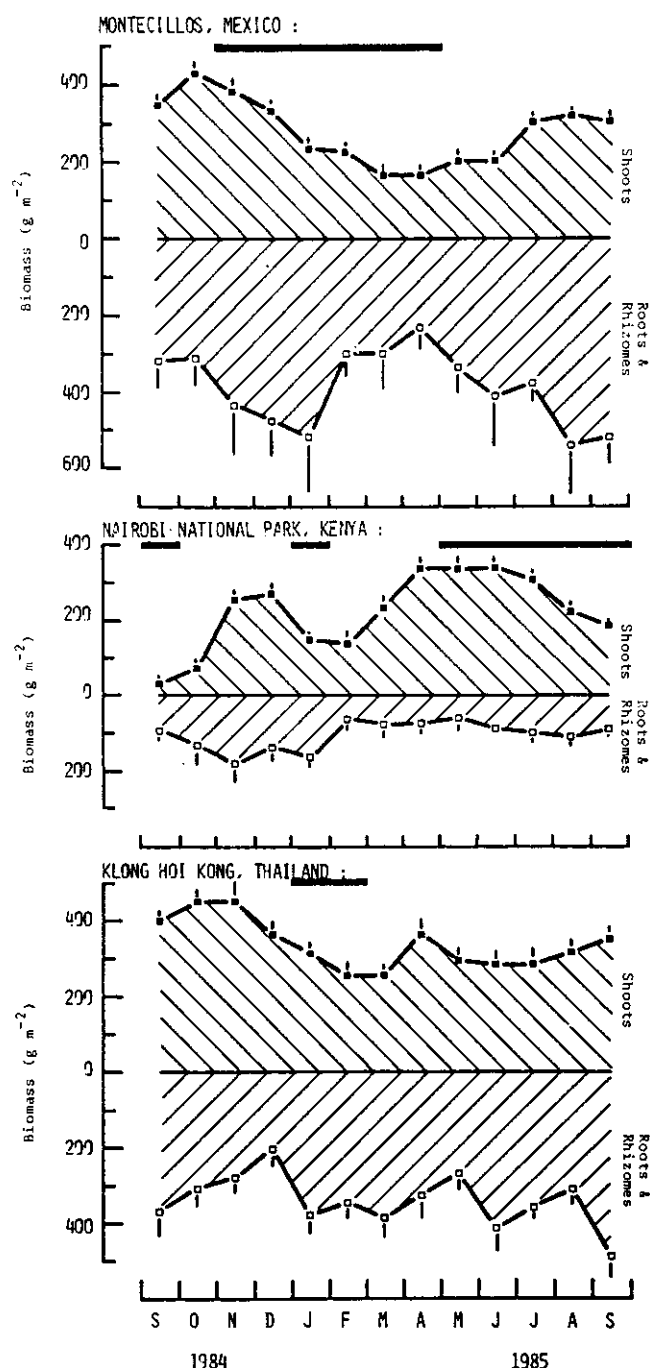 MONTECILLOS, MEXICO :
400
200
0
200
400
600
Biomass (g m⁻²)
Shoots
Roots &
Rhizomes
NAIROBI NATIONAL PARK, KENYA :
400
200
0
200
Biomass (g m⁻²)
Shoots
Roots &
Rhizomes
KLONG HOI KONG, THAILAND :
400
200
0
200
400
Biomass (g m⁻²)
Shoots
Roots &
Rhizomes
S O N D J F M A M J J A S
1984 1985